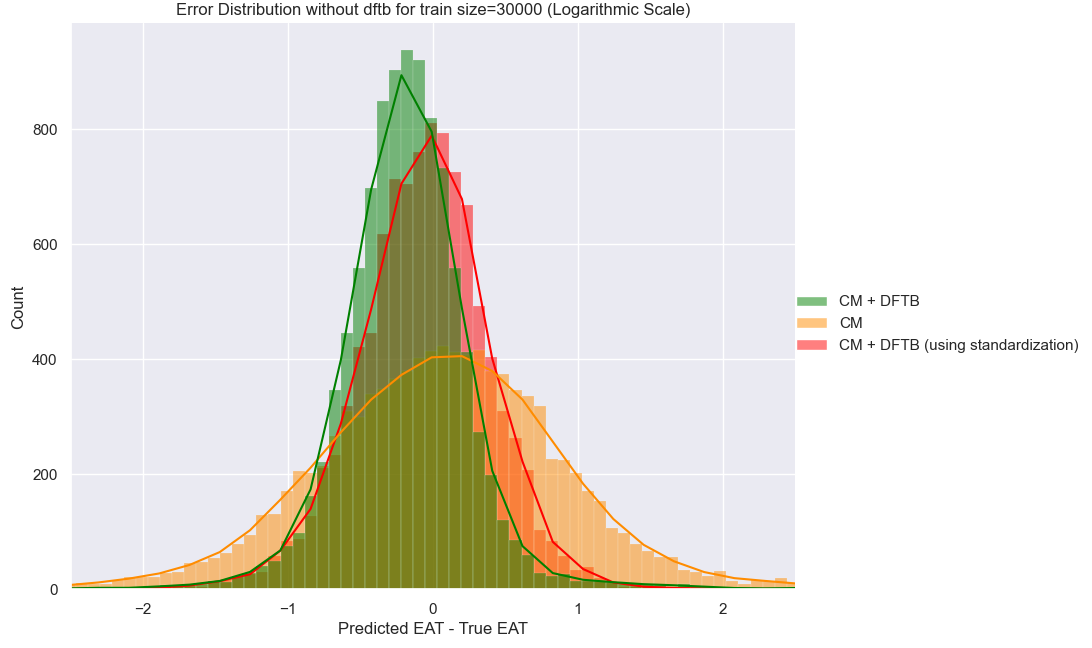 Error Distribution without dftb for train size=30000 (Logarithmic Scale)
800
600
400
200
0
Count
−2
−1
0
1
2
Predicted EAT - True EAT
CM + DFTB
CM
CM + DFTB (using standardization)